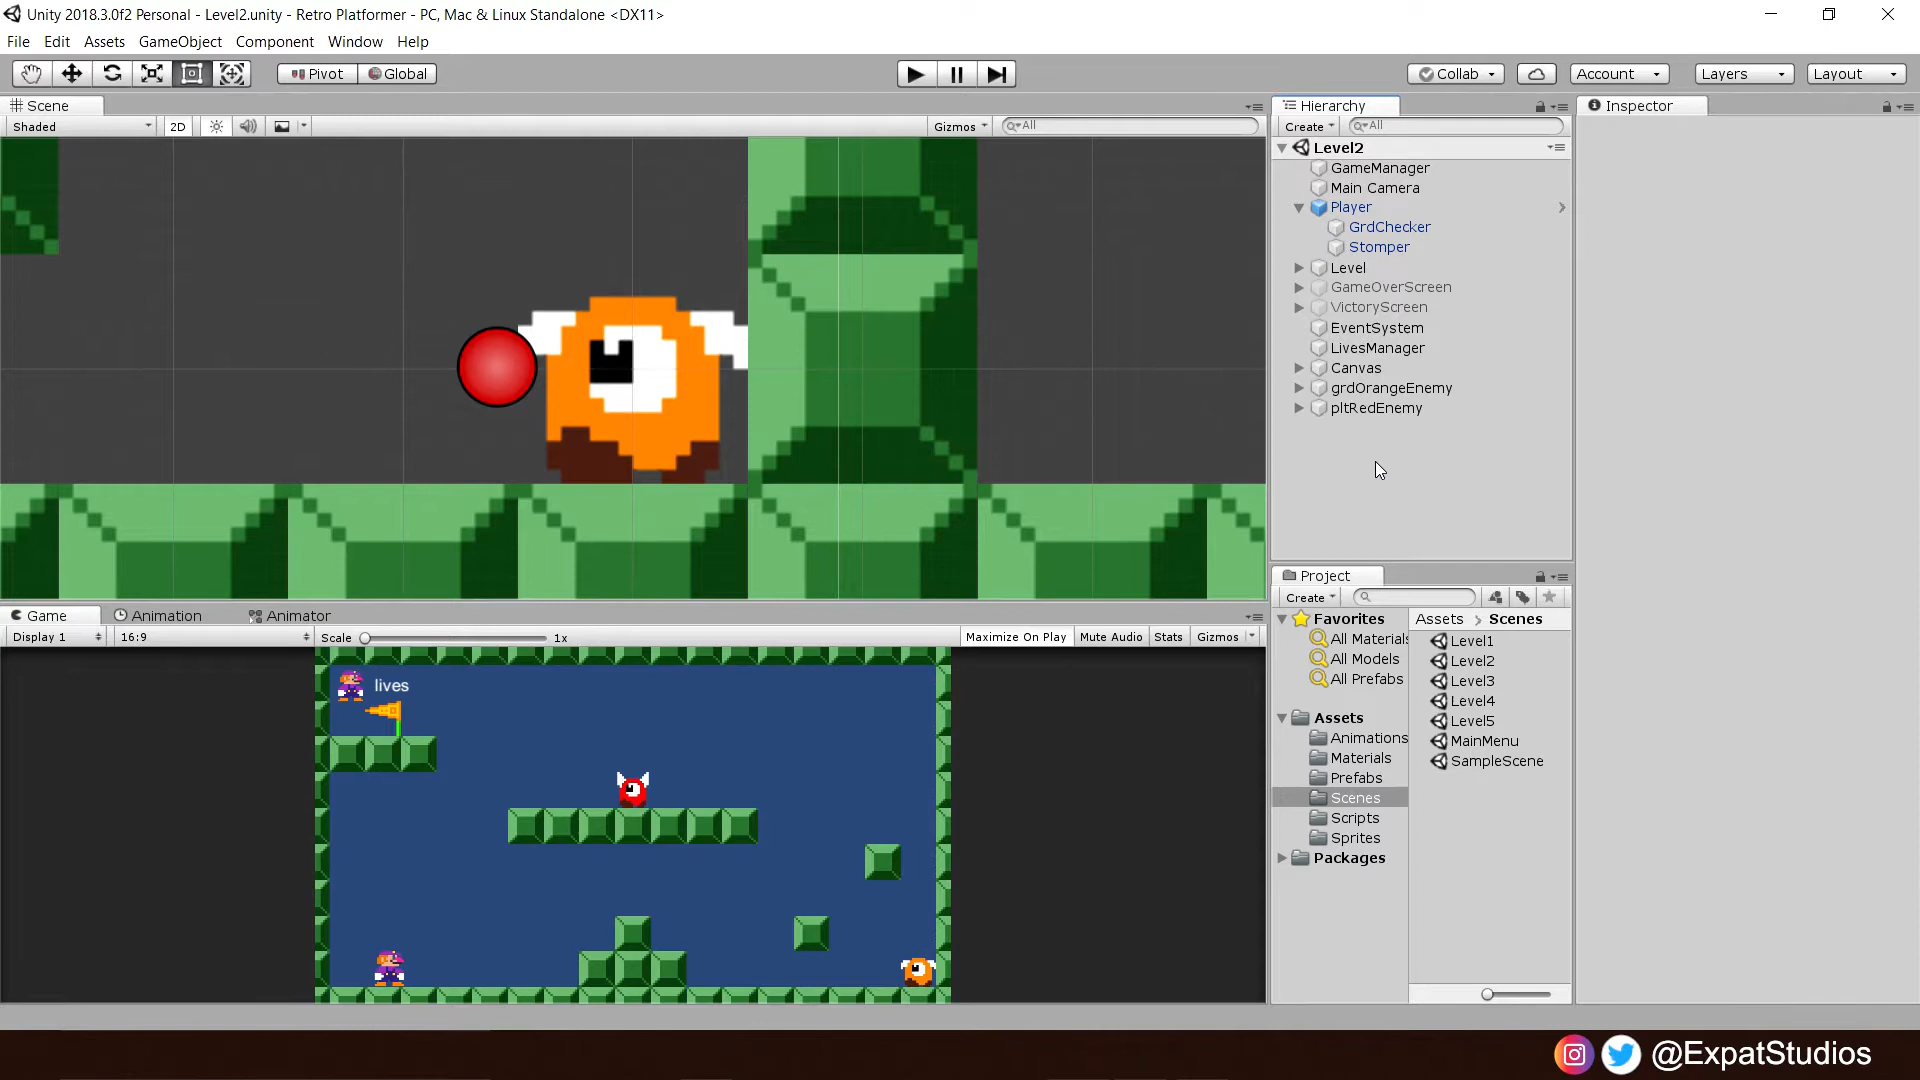 Unity 2018.3.0f2 Personal - Level2.unity - Retro Platformer - PC, Mac & Linux Standalone <DX11>
File Edit Assets GameObject Component Window Help
Pivot Global Collab Account Layers Layout
Scene
Shaded 2D Gizmos All
Hierarchy
Create All
Level2
GameManager
Main Camera
Player
GrdChecker
Stomper
Level
GameOverScreen
VictoryScreen
EventSystem
LivesManager
Canvas
grdOrangeEnemy
pltRedEnemy
Inspector
Game Animation Animator
Display 1 16:9 Scale 1x Maximize On Play Mute Audio Stats Gizmos
lives
Project
Create
Favorites
All Materials
All Models
All Prefabs
Assets
Animations
Materials
Prefabs
Scenes
Scripts
Sprites
Packages
Assets > Scenes
Level1
Level2
Level3
Level4
Level5
MainMenu
SampleScene
@ExpatStudios